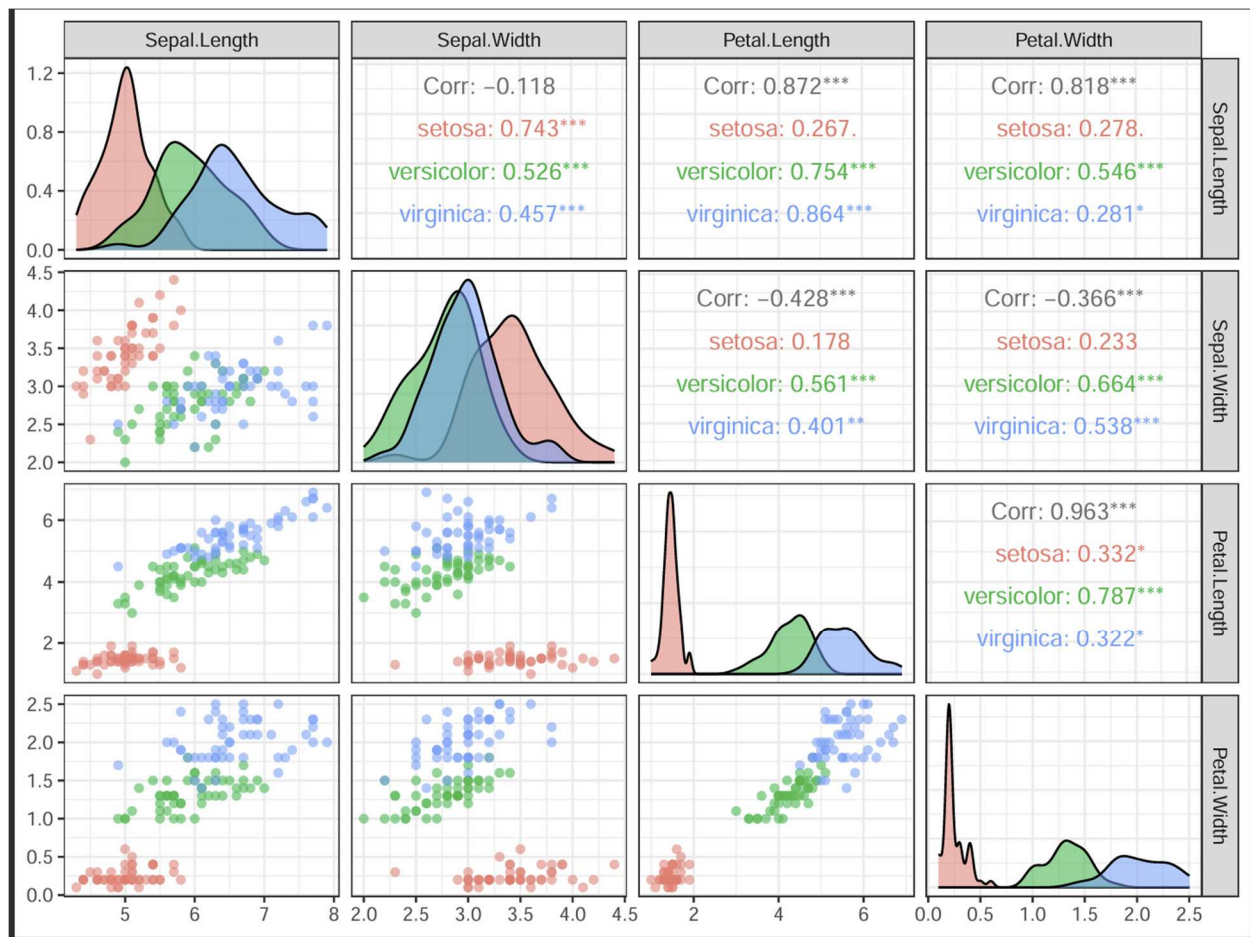 Sepal.Length Sepal.Width Petal.Length Petal.Width
1.2
0.8
0.4
0.0
Corr: −0.118
setosa: 0.743***
versicolor: 0.526***
virginica: 0.457***
Corr: 0.872***
setosa: 0.267.
versicolor: 0.754***
virginica: 0.864***
Corr: 0.818***
setosa: 0.278.
versicolor: 0.546***
virginica: 0.281*
Sepal.Length
4.5
4.0
3.5
3.0
2.5
2.0
Corr: −0.428***
setosa: 0.178
versicolor: 0.561***
virginica: 0.401**
Corr: −0.366***
setosa: 0.233
versicolor: 0.664***
virginica: 0.538***
Sepal.Width
6
4
2
Corr: 0.963***
setosa: 0.332*
versicolor: 0.787***
virginica: 0.322*
Petal.Length
2.5
2.0
1.5
1.0
0.5
0.0
Petal.Width
5 6 7 8 2.0 2.5 3.0 3.5 4.0 4.5 2 4 6 0.0 0.5 1.0 1.5 2.0 2.5